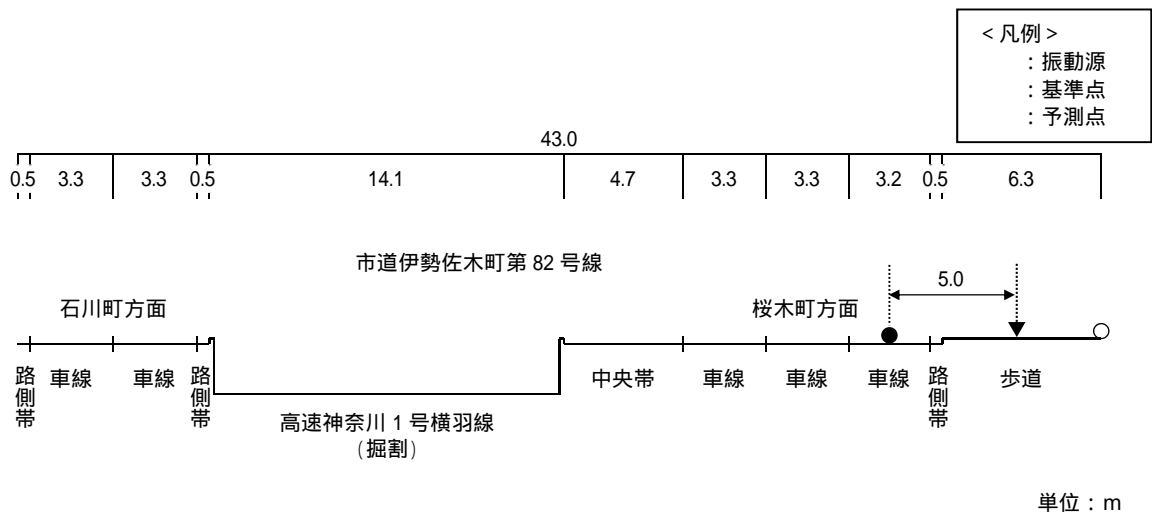 <凡例>
:振動源
:基準点
:予測点
43.0
0.5 3.3 3.3 0.5 14.1 4.7 3.3 3.3 3.2 0.5 6.3
市道伊勢佐木町第 82 号線
5.0
石川町方面
桜木町方面
路側帯
車線
車線
路側帯
中央帯
車線
車線
車線
路側帯
歩道
高速神奈川 1 号横羽線
(掘割)
単位:m